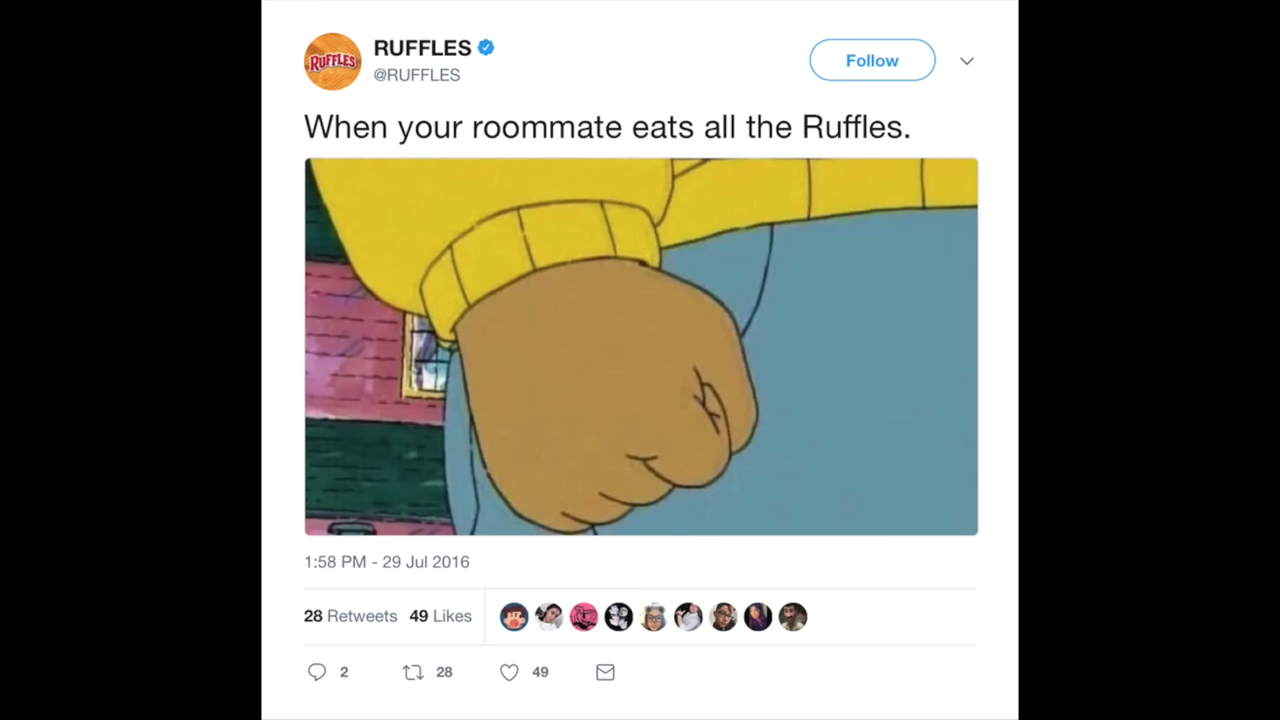 RUFFLES
RUFFLES
@RUFFLES
Follow
When your roommate eats all the Ruffles.
1:58 PM - 29 Jul 2016
28 Retweets 49 Likes
2 28 49